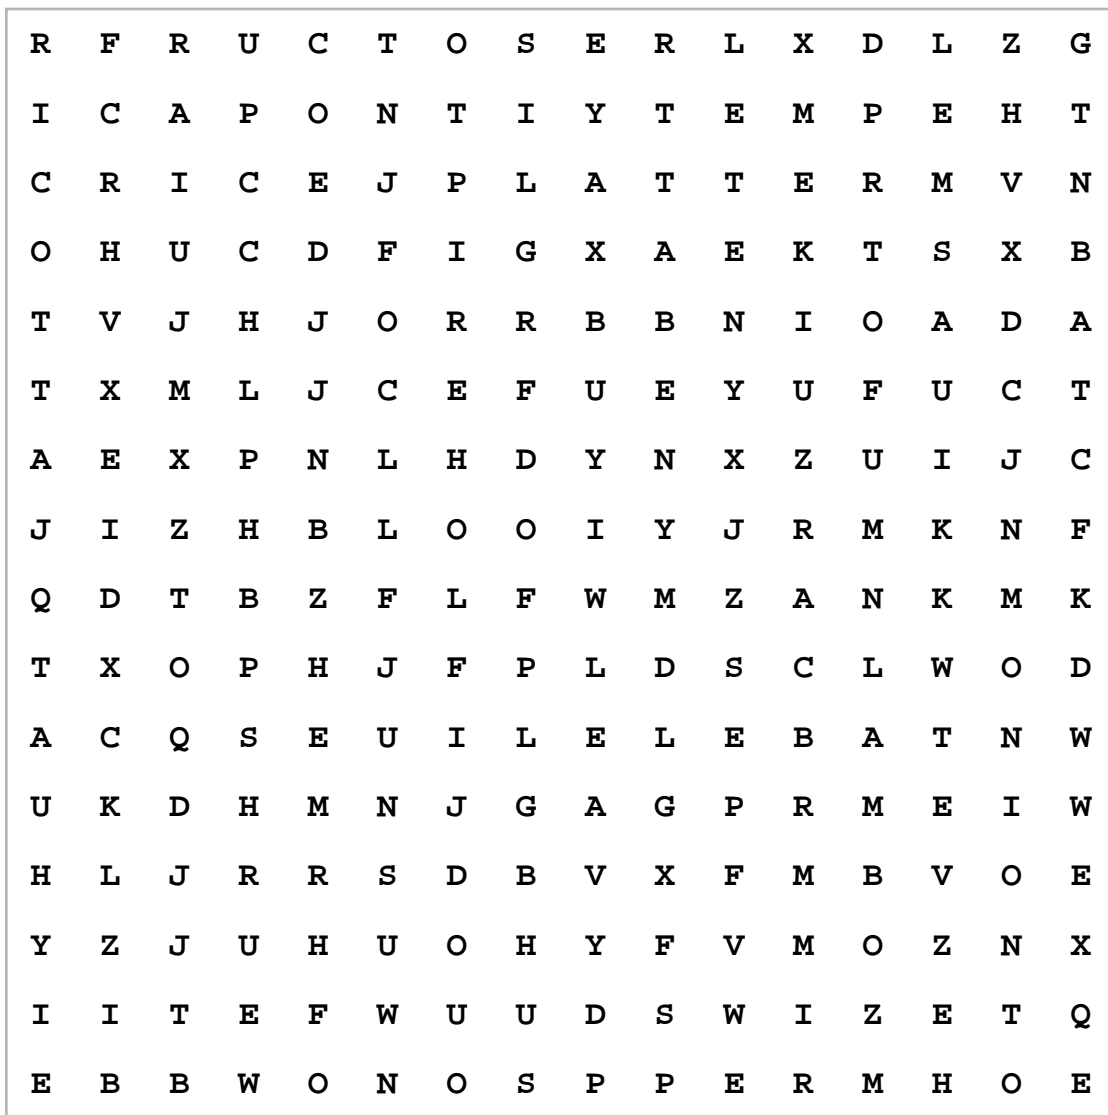 R F R U C T O S E R L X D L Z G
I C A P O N T I Y T E M P E H T
C R I C E J P L A T T E R M V N
O H U C D F I G X A E K T S X B
T V J H J O R R B B N I O A D A
T X M L J C E F U E Y U F U C T
A E X P N L H D Y N X Z U I J C
J I Z H B L O O I Y J R M K N F
Q D T B Z F L F W M Z A N K M K
T X O P H J F P L D S C L W O D
A C Q S E U I L E L E B A T N W
U K D H M N J G A G P R M E I W
H L J R R S D B V X F M B V O E
Y Z J U H U O H Y F V M O Z N X
I I T E F W U U D S W I Z E T Q
E B B W O N O S P P E R M H O E